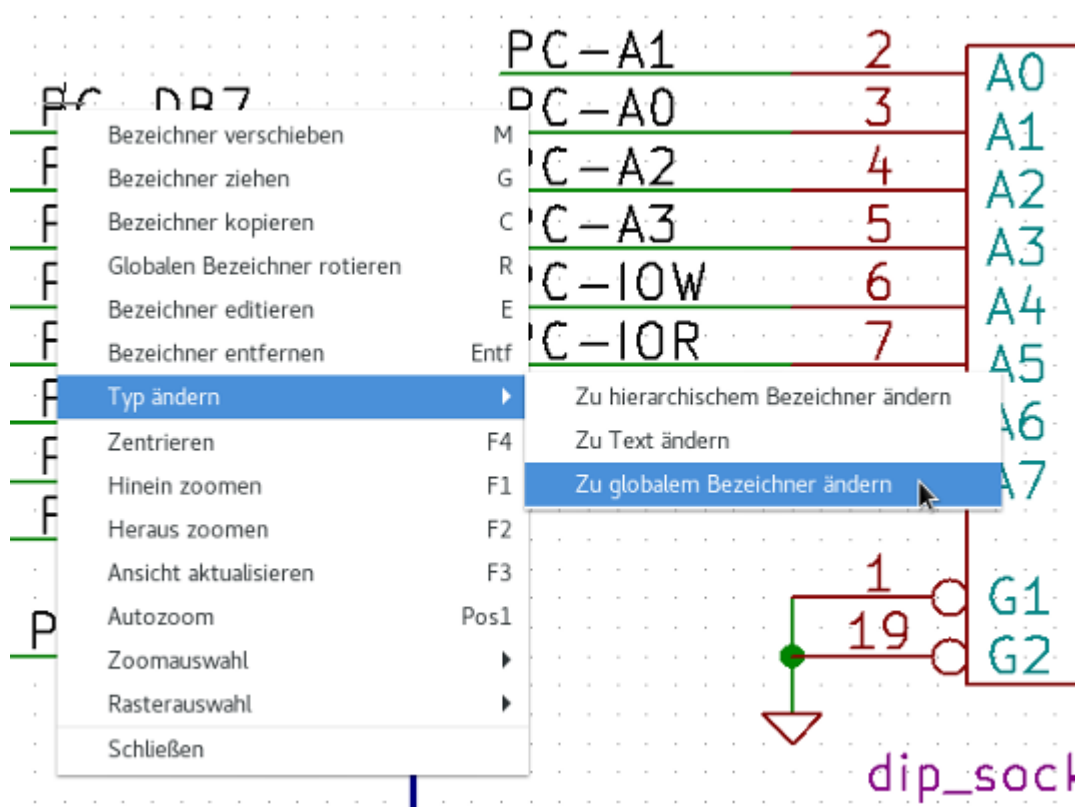 PC-A1 2 A0
PC-DB7 PC-A0 3 A1
PC-A2 4 A2
PC-A3 5 A3
PC-IOW 6 A4
PC-IOR 7 A5
A6
A7
Bezeichner verschieben M
Bezeichner ziehen G
Bezeichner kopieren C
Globalen Bezeichner rotieren R
Bezeichner editieren E
Bezeichner entfernen Entf
Typ ändern
Zentrieren F4
Hinein zoomen F1
Heraus zoomen F2
Ansicht aktualisieren F3
Autozoom Pos1
Zoomauswahl
Rasterauswahl
Schließen
Zu hierarchischem Bezeichner ändern
Zu Text ändern
Zu globalem Bezeichner ändern
P
1 G1
19 G2
dip_sock